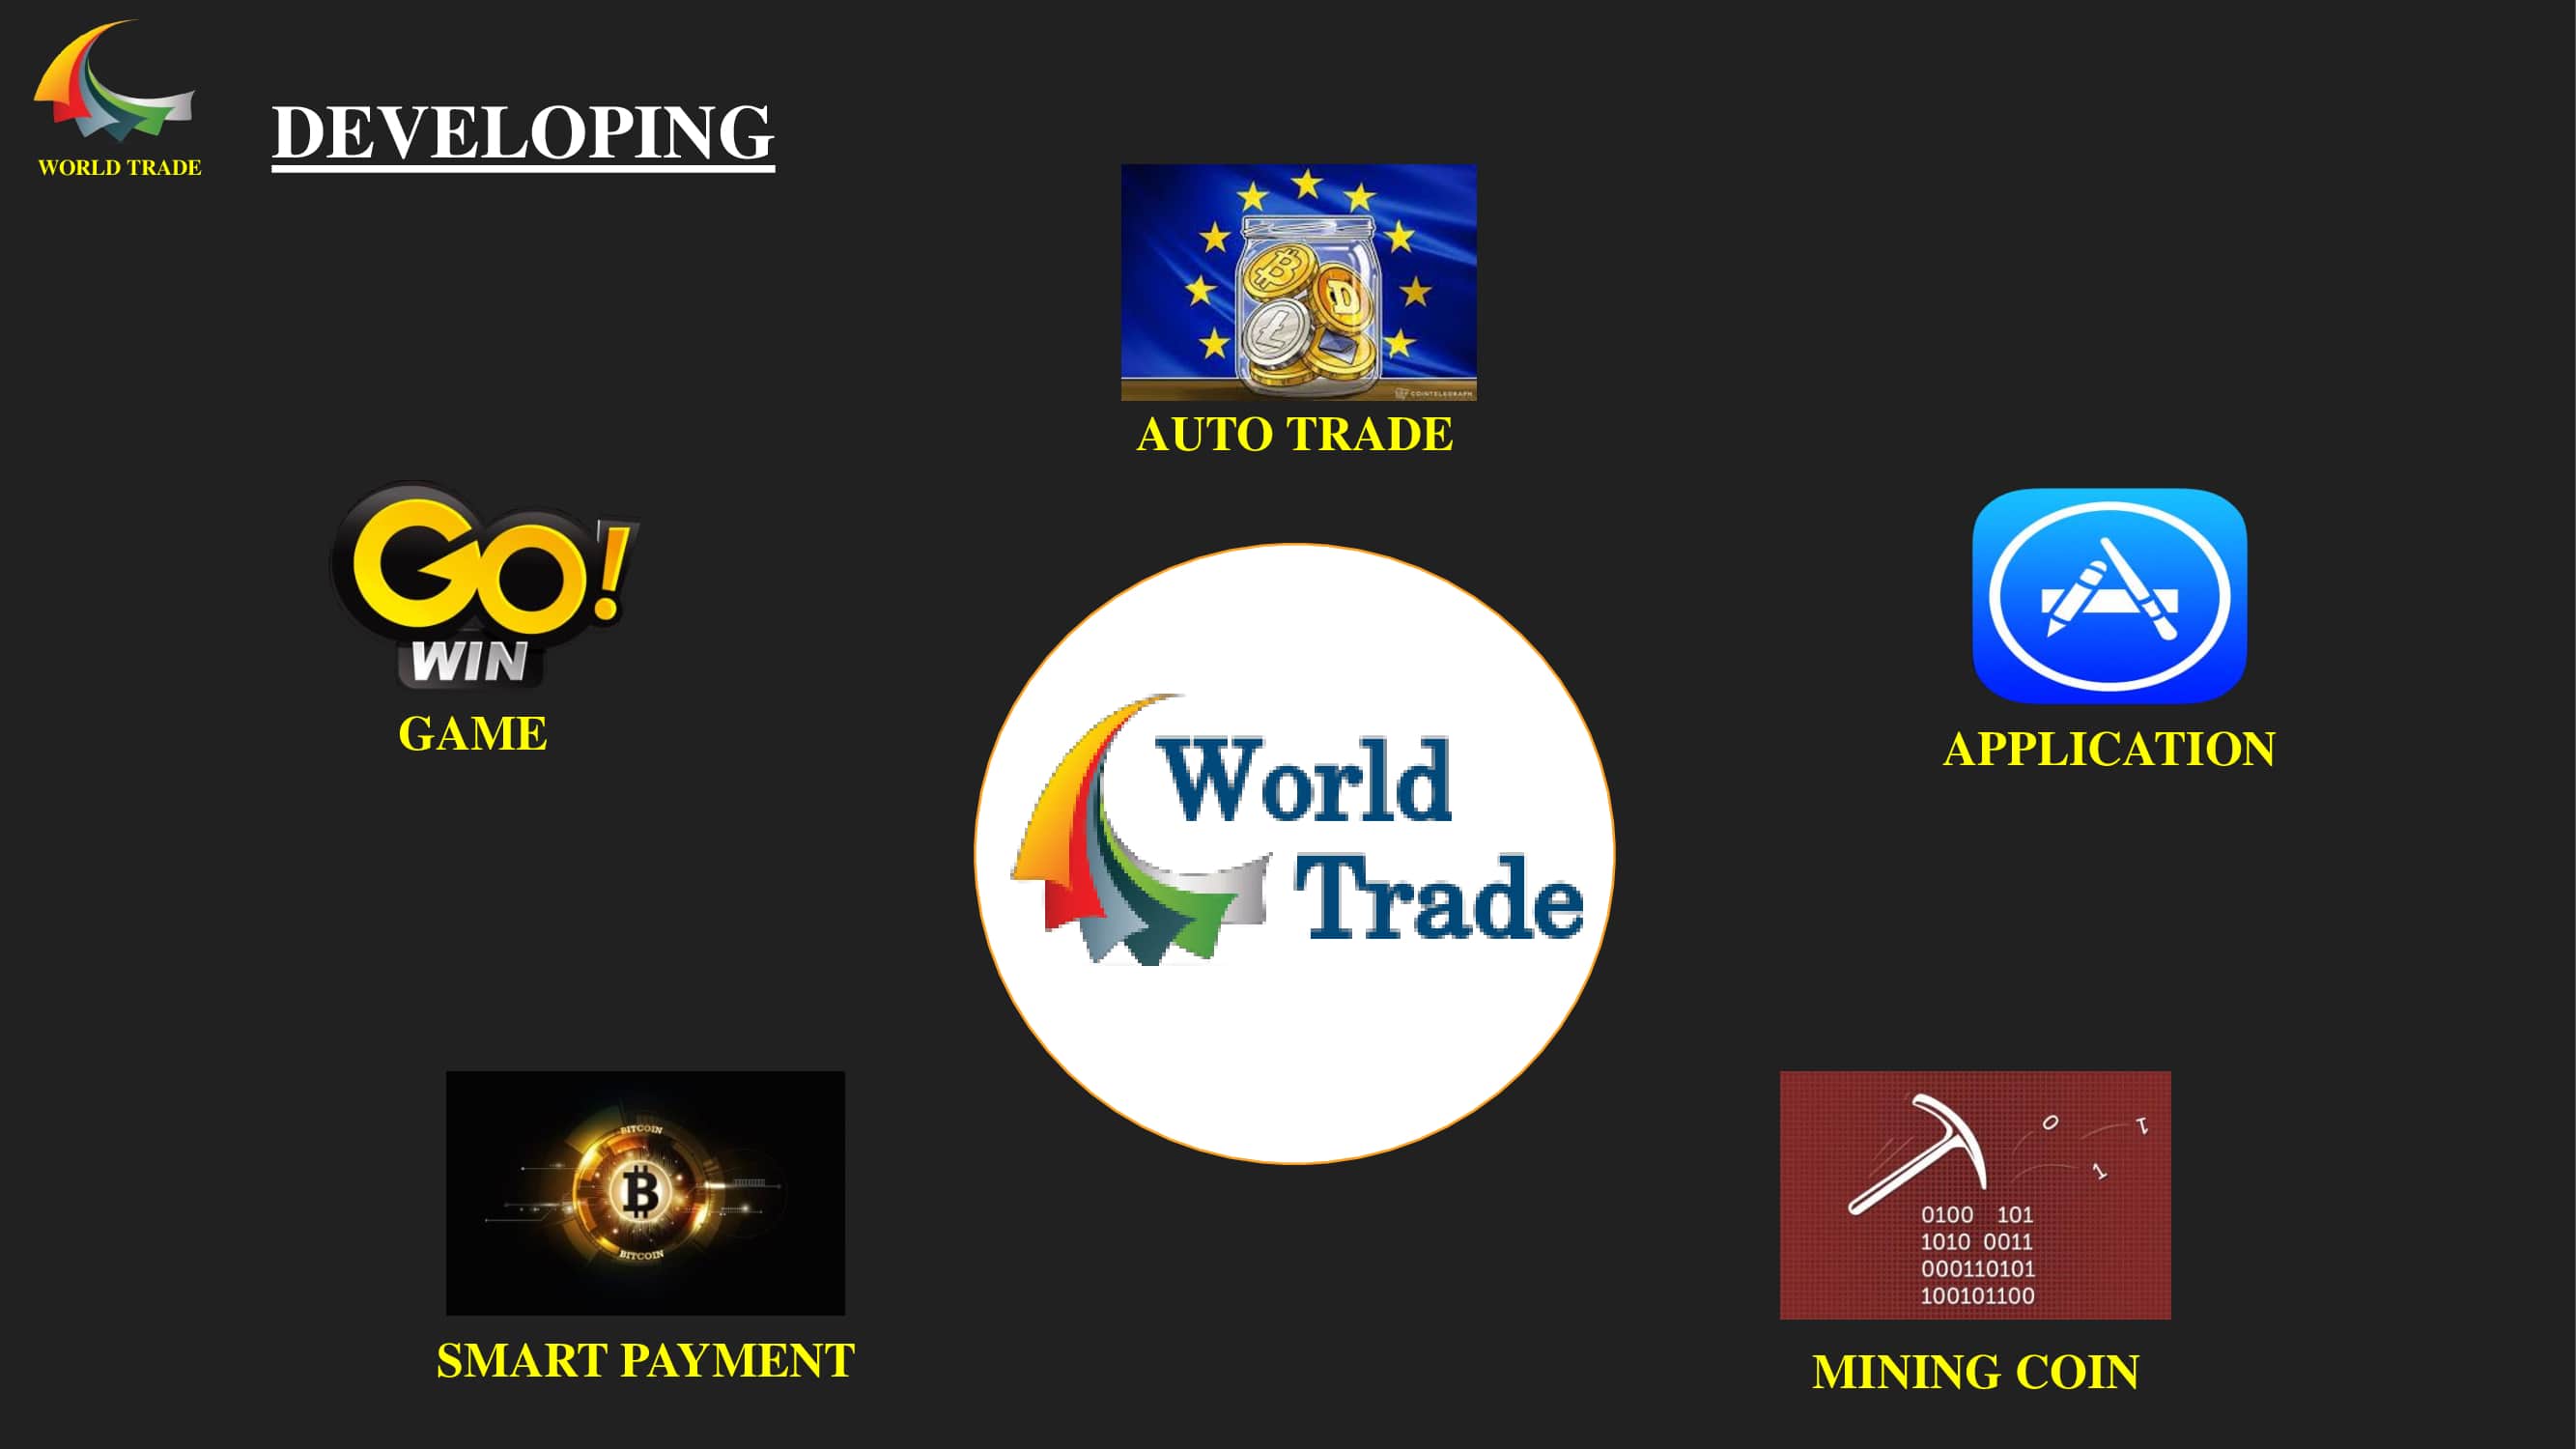 WORLD TRADE
DEVELOPING
COINTELEGRAPH
AUTO TRADE
GO!
WIN
GAME
APPLICATION
World
Trade
BITCOIN
BITCOIN
SMART PAYMENT
0
1
1
0100 101
1010 0011
000110101
100101100
MINING COIN